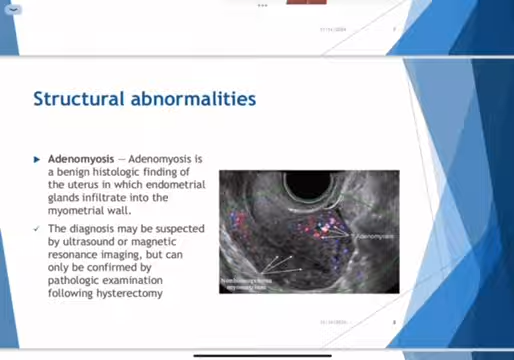 7
Structural abnormalities
Adenomyosis — Adenomyosis is
a benign histologic finding of
the uterus in which endometrial
glands infiltrate into the
myometrial wall.
The diagnosis may be suspected
by ultrasound or magnetic
resonance imaging, but can
only be confirmed by
pathologic examination
following hysterectomy
Adenomyosis
8